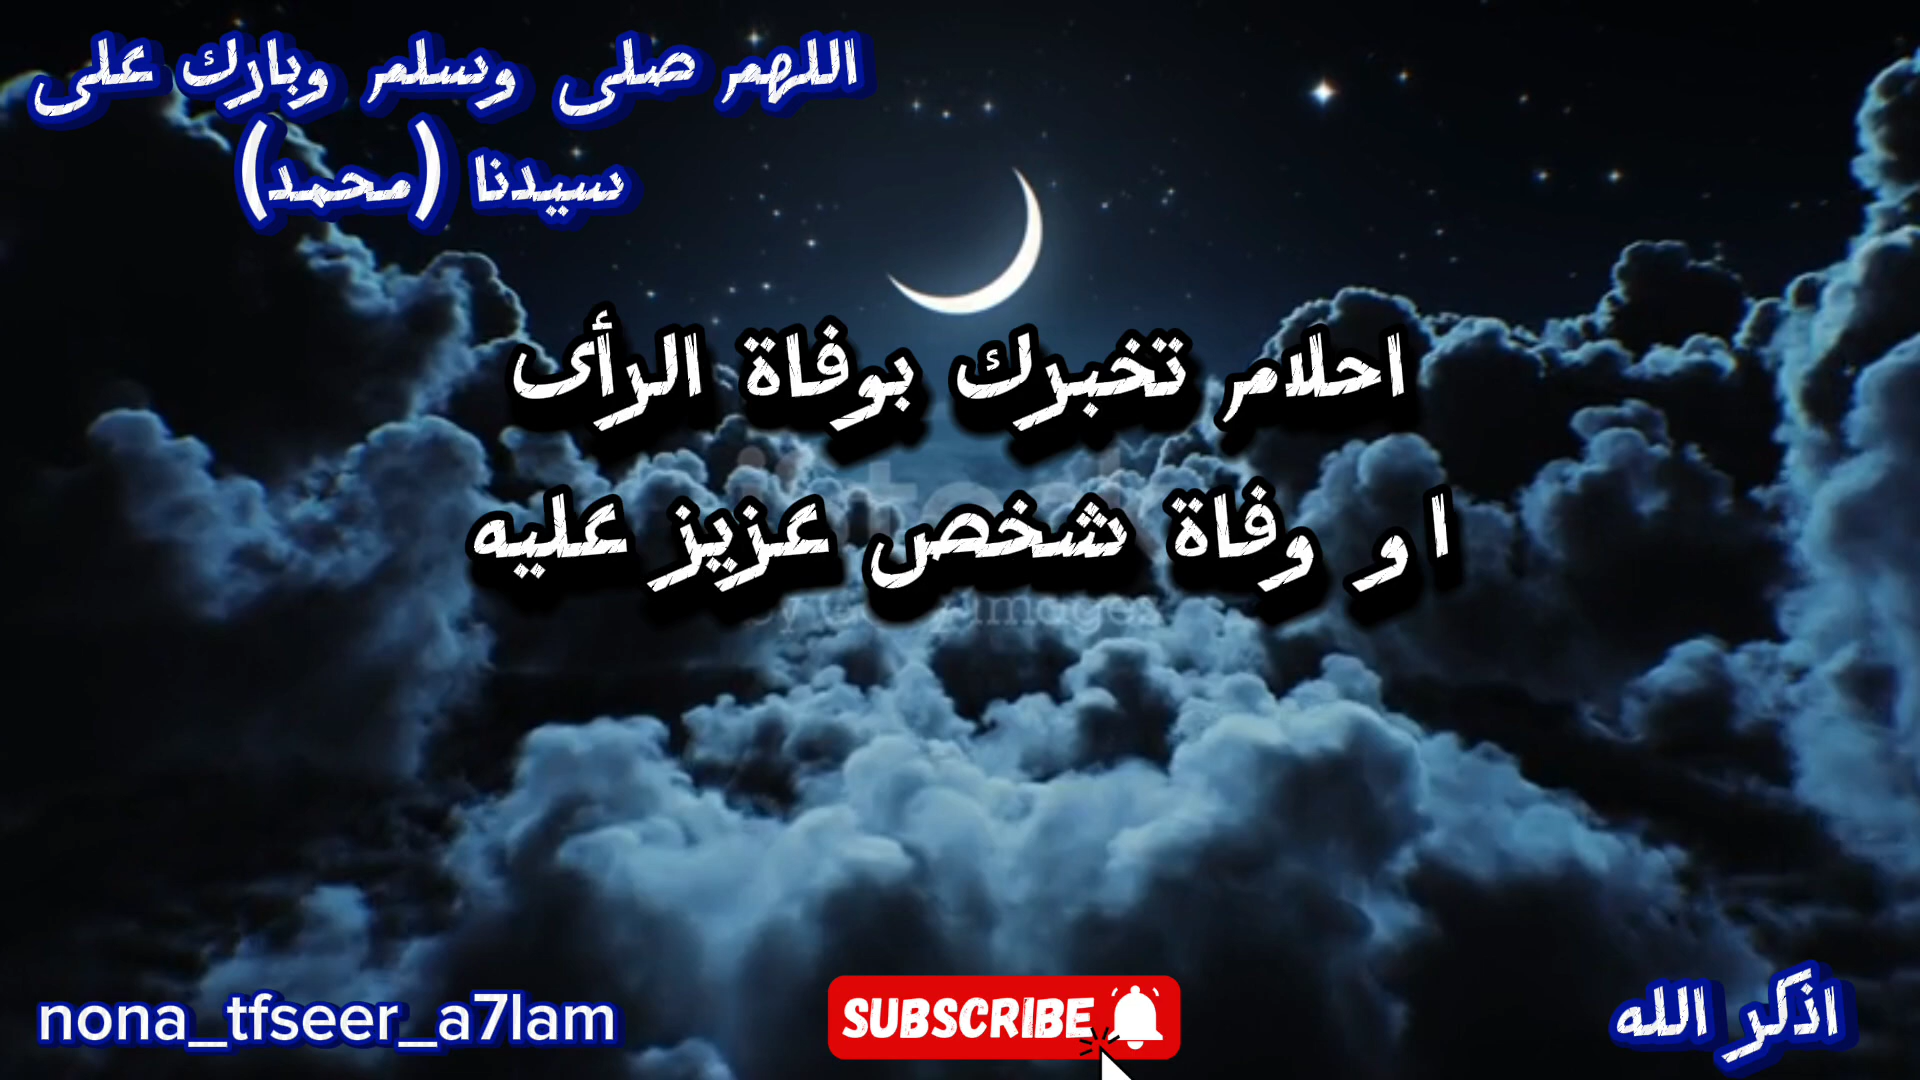 اللهم صلى وسلم وبارك على
سيدنا (محمد)
احلام تخبرك بوفاة الرأى
ا و وفاة شخص عزيز عليه
nona_tfseer_a7lam
SUBSCRIBE
اذكر الله